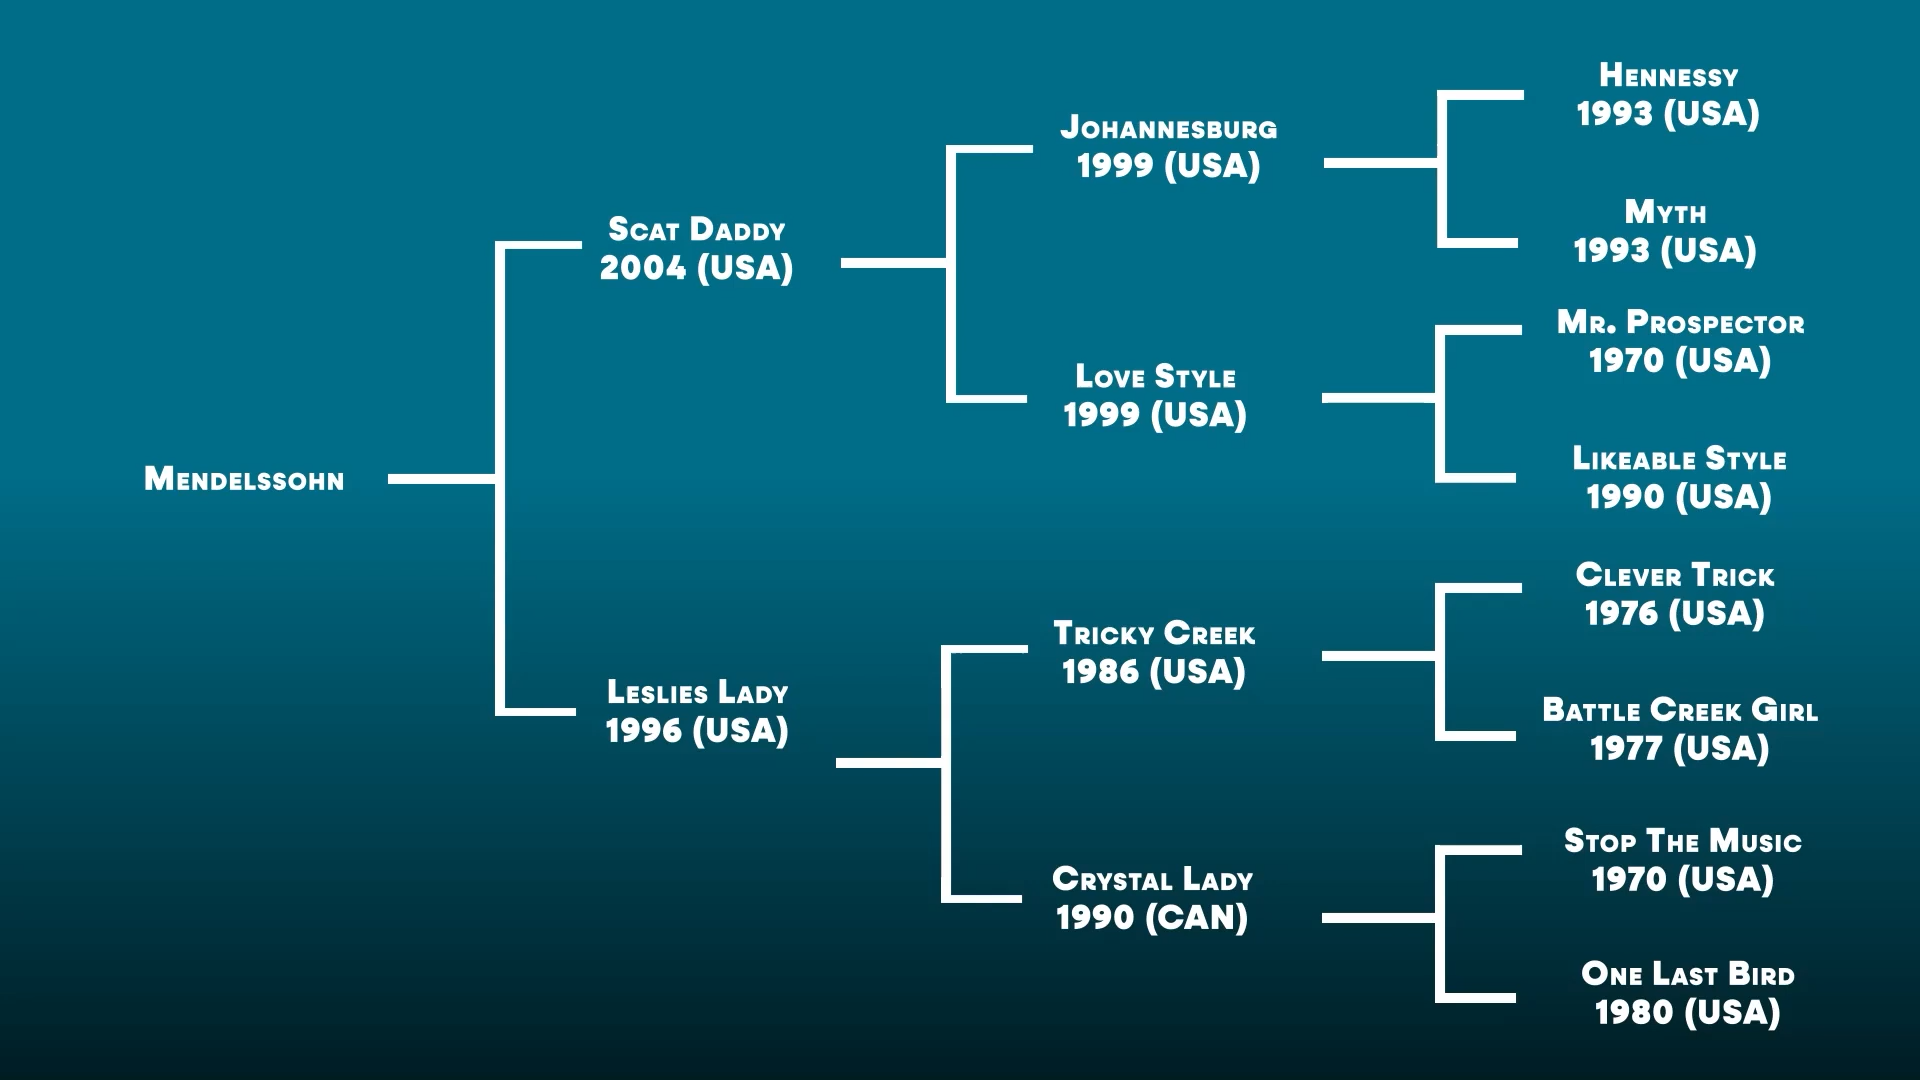 Hennessy
1993 (USA)
Johannesburg
1999 (USA)
Myth
1993 (USA)
Scat Daddy
2004 (USA)
Mr. Prospector
1970 (USA)
Love Style
1999 (USA)
Likeable Style
1990 (USA)
Mendelssohn
Clever Trick
1976 (USA)
Tricky Creek
1986 (USA)
Leslies Lady
1996 (USA)
Battle Creek Girl
1977 (USA)
Stop The Music
1970 (USA)
Crystal Lady
1990 (CAN)
One Last Bird
1980 (USA)